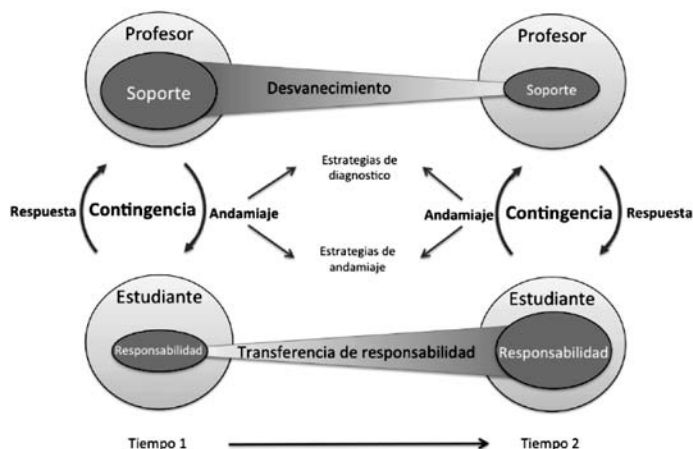 Profesor
Profesor
Soporte
Desvanecimiento
Soporte
Estrategias de
diagnostico
Respuesta
Contingencia
Andamiaje
Andamiaje
Contingencia
Respuesta
Estrategias de
andamiaje
Estudiante
Estudiante
Responsabilidad
Transferencia de responsabilidad
Responsabilidad
Tiempo 1
Tiempo 2